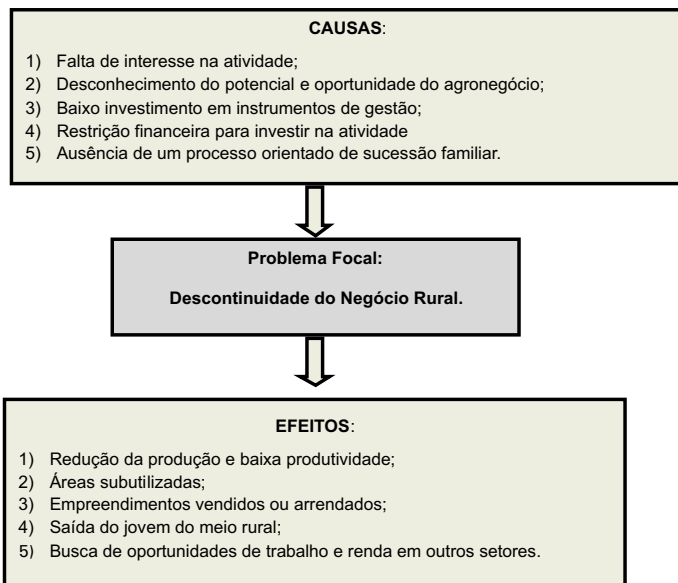 CAUSAS:
1) Falta de interesse na atividade;
2) Desconhecimento do potencial e oportunidade do agronegócio;
3) Baixo investimento em instrumentos de gestão;
4) Restrição financeira para investir na atividade
5) Ausência de um processo orientado de sucessão familiar.
Problema Focal:
Descontinuidade do Negócio Rural.
EFEITOS:
1) Redução da produção e baixa produtividade;
2) Áreas subutilizadas;
3) Empreendimentos vendidos ou arrendados;
4) Saída do jovem do meio rural;
5) Busca de oportunidades de trabalho e renda em outros setores.